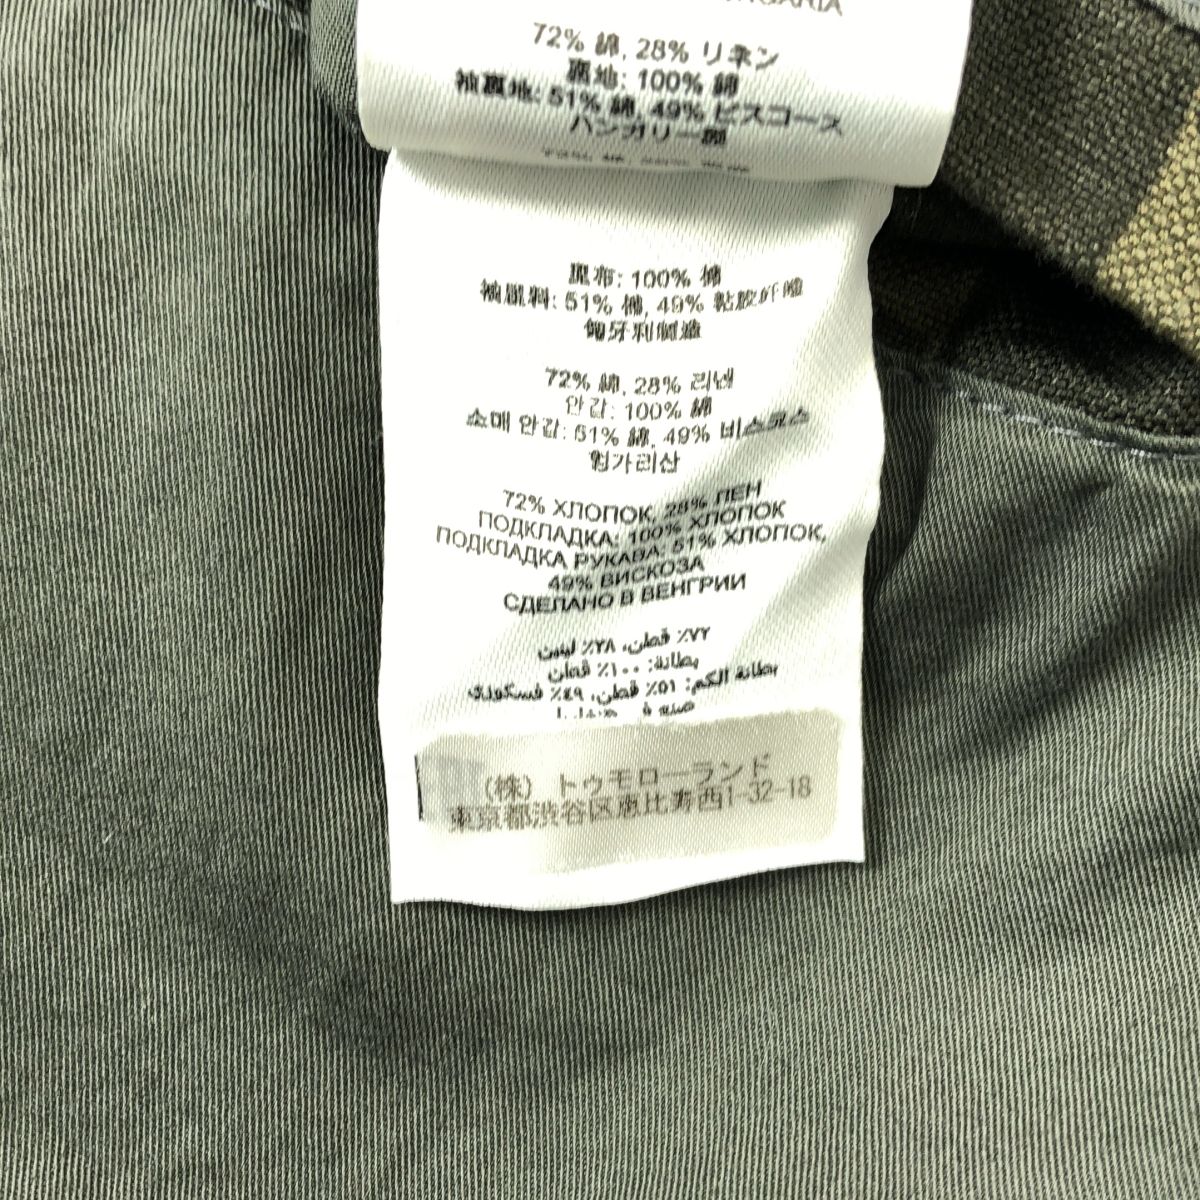 72% 綿, 28% リネン
裏地: 100% 綿
袖裏地: 51% 綿, 49% ビスコース
ハンガリー製
里布: 100% 棉
袖里料: 51% 棉, 49% 粘胶纤维
匈牙利制造
72% 綿, 28% 리넨
안감: 100% 綿
소매 안감: 51% 綿, 49% 비스코스
헝가리산
72% ХЛОПОК, 28% ЛЕН
ПОДКЛАДКА: 100% ХЛОПОК
ПОДКЛАДКА РУКАВА: 51% ХЛОПОК,
49% ВИСКОЗА
СДЕЛАНО В ВЕНГРИИ
٧٢٪ قطن، ٢٨٪ لينين
بطانة: ١٠٠٪ قطن
بطانة الكم: ٥١٪ قطن، ٤٩٪ فسكوزي
(株) トゥモローランド
東京都渋谷区恵比寿西1-32-18